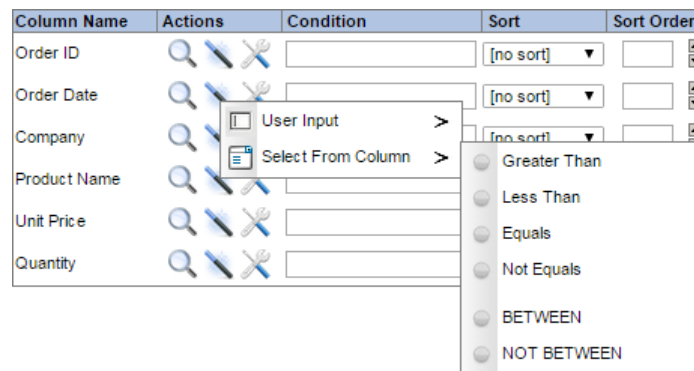 Column Name Actions Condition Sort Sort Order
Order ID [no sort]
Order Date [no sort]
User Input >
Company [no sort]
Select From Column >
Greater Than
Product Name
Less Than
Unit Price
Equals
Quantity
Not Equals
BETWEEN
NOT BETWEEN